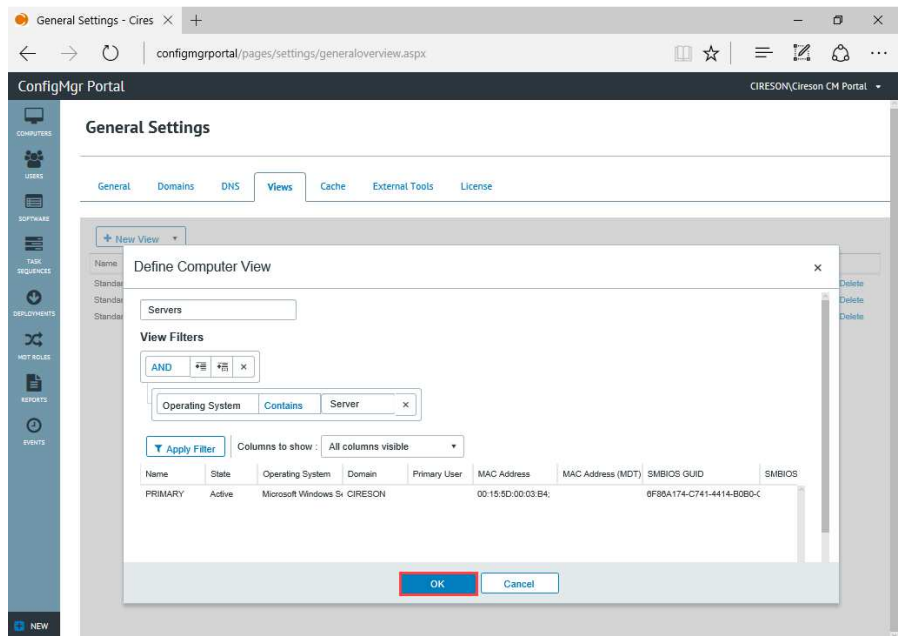 General Settings - Cires
configmgrportal/pages/settings/generaloverview.aspx
ConfigMgr Portal
CIRESON\Cireson CM Portal
COMPUTERS
USERS
SOFTWARE
TASK
SEQUENCES
DEPLOYMENTS
MDT ROLES
REPORTS
EVENTS
NEW
General Settings
General Domains DNS Views Cache External Tools License
+ New View
Name
Standar
Standar
Standar
Delete
Delete
Delete
Define Computer View
Servers
View Filters
AND
Operating System Contains Server
Apply Filter Columns to show : All columns visible
Name State Operating System Domain Primary User MAC Address MAC Address (MDT) SMBIOS GUID SMBIOS
PRIMARY Active Microsoft Windows Se CIRESON 00:15:5D:00:03:B4; 6F86A174-C741-4414-B0B0-C
OK Cancel